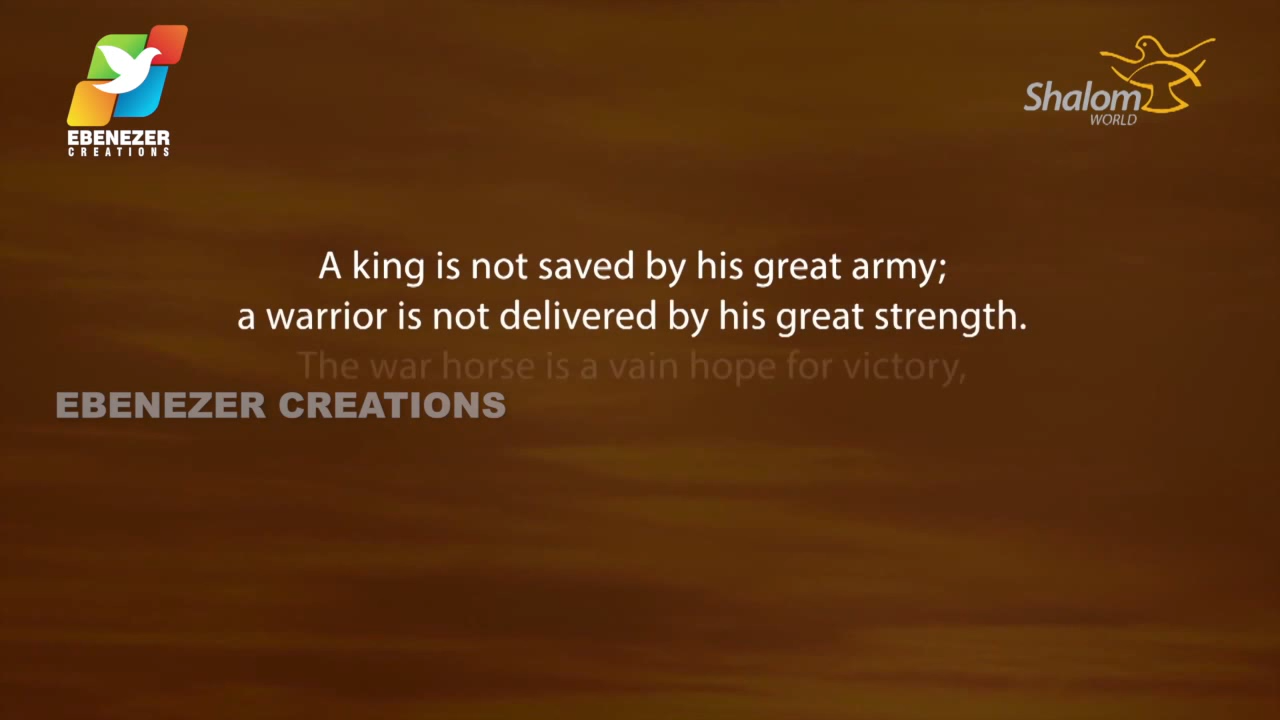 EBENEZER
CREATIONS
Shalom
WORLD
A king is not saved by his great army;
a warrior is not delivered by his great strength.
The war horse is a vain hope for victory,
EBENEZER CREATIONS